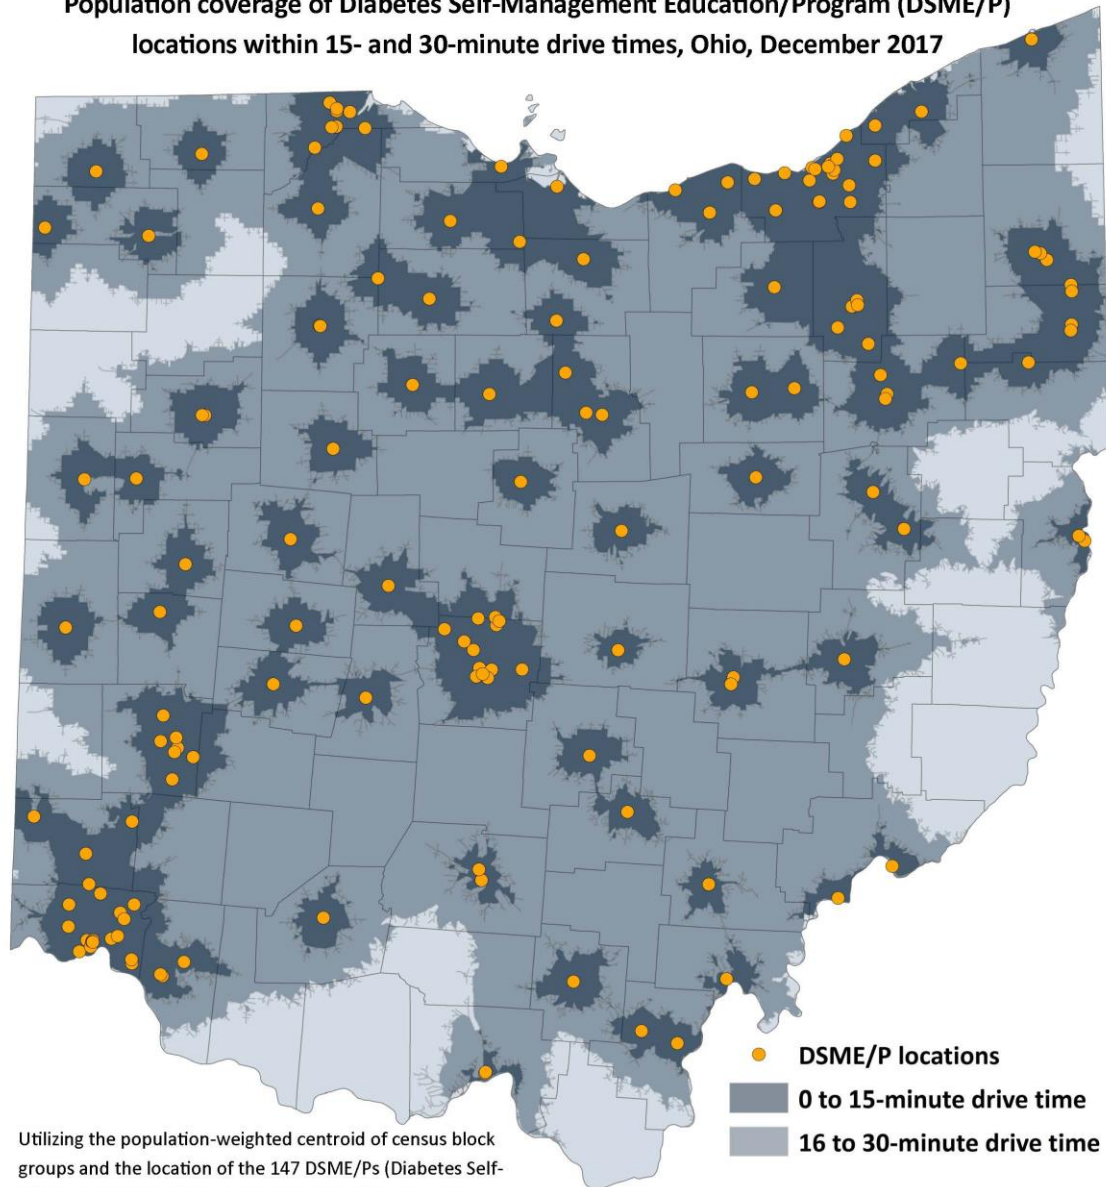 Population coverage of Diabetes Self-Management Education/Program (DSME/P)
locations within 15- and 30-minute drive times, Ohio, December 2017
DSME/P locations
0 to 15-minute drive time
16 to 30-minute drive time
Utilizing the population-weighted centroid of census block
groups and the location of the 147 DSME/Ps (Diabetes Self-